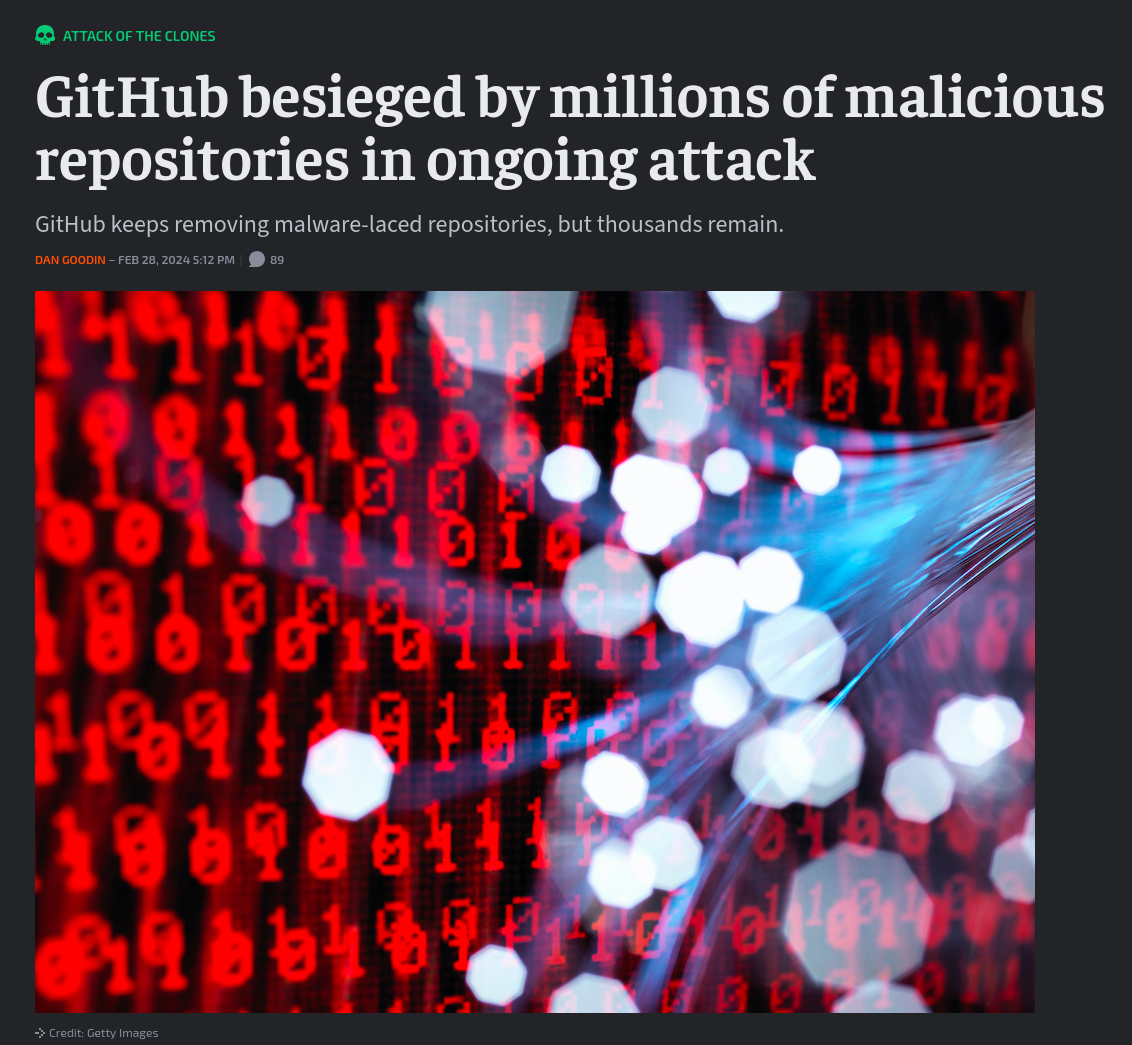 ATTACK OF THE CLONES
GitHub besieged by millions of malicious
repositories in ongoing attack
GitHub keeps removing malware-laced repositories, but thousands remain.
DAN GOODIN – FEB 28, 2024 5:12 PM | 89
Credit: Getty Images